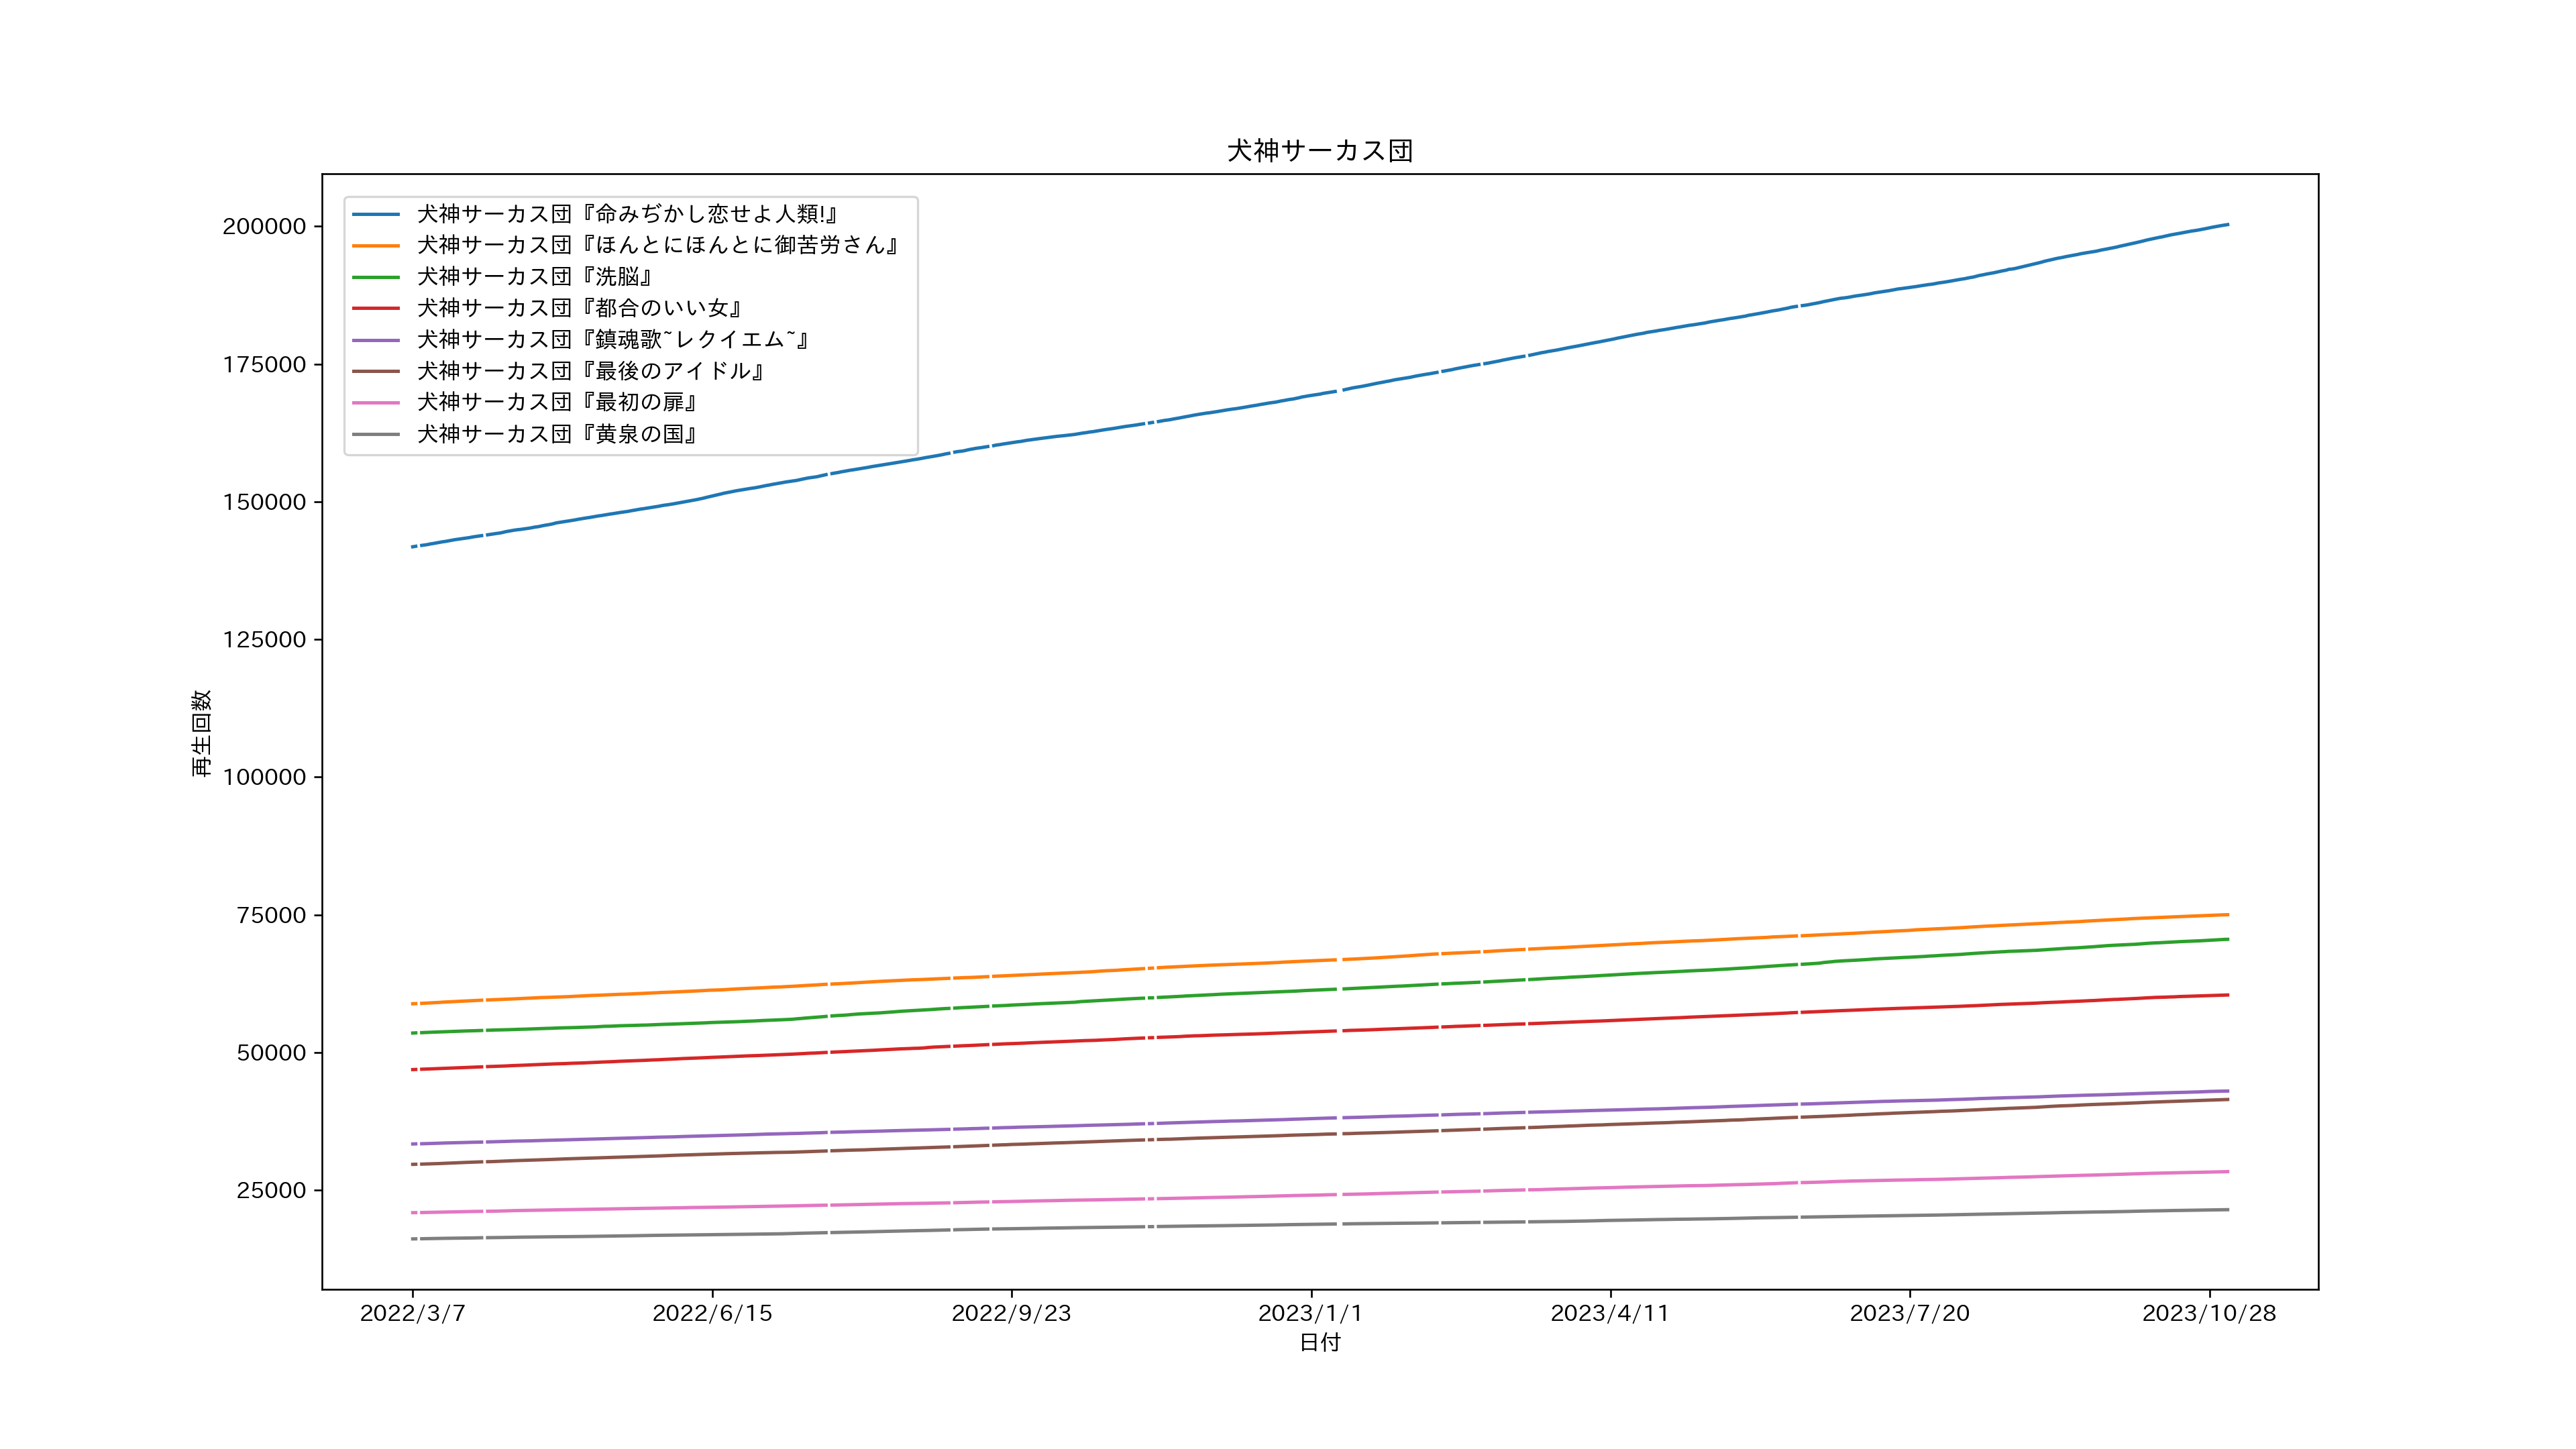 犬神サーカス団
犬神サーカス団『命みぢかし恋せよ人類!』
犬神サーカス団『ほんとにほんとに御苦労さん』
犬神サーカス団『洗脳』
犬神サーカス団『都合のいい女』
犬神サーカス団『鎮魂歌~レクイエム~』
犬神サーカス団『最後のアイドル』
犬神サーカス団『最初の扉』
犬神サーカス団『黄泉の国』
200000
175000
150000
125000
100000
75000
50000
25000
再生回数
2022/3/7 2022/6/15 2022/9/23 2023/1/1 2023/4/11 2023/7/20 2023/10/28
日付